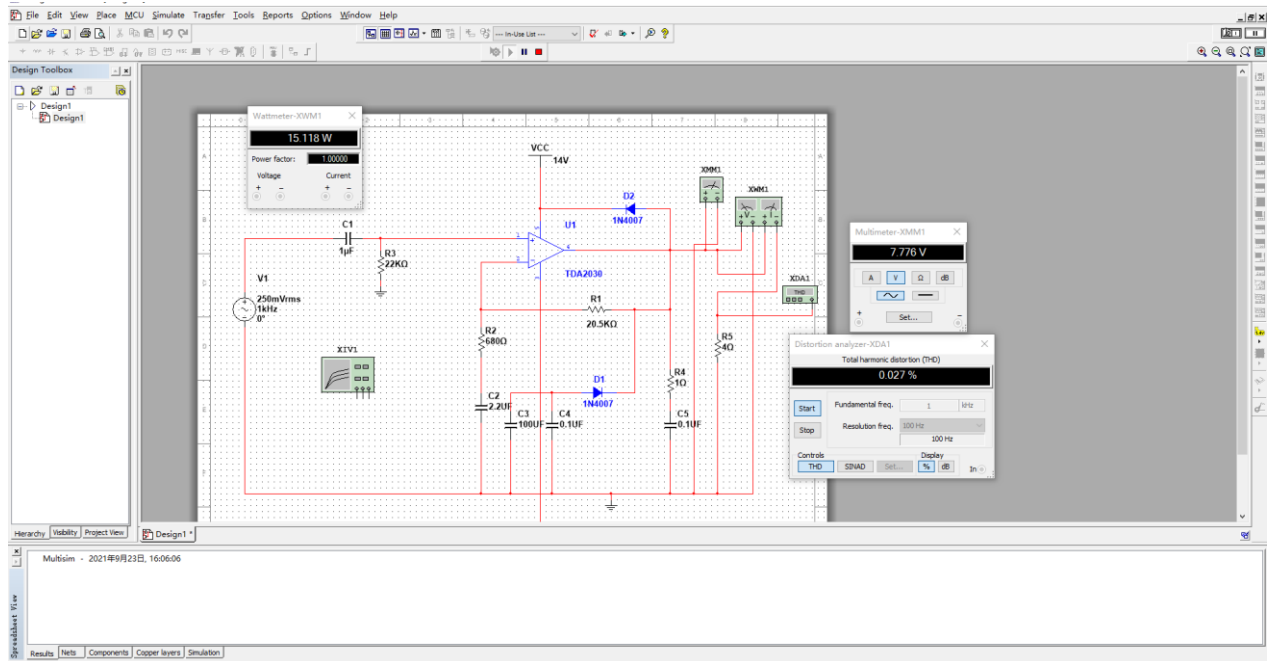 File Edit View Place MCU Simulate Transfer Tools Reports Options Window Help
--- In-Use List ---
Design Toolbox
Design1
Design1
Hierarchy Visibility Project View
Design1 *
Wattmeter-XWM1
15.118 W
Power factor: 1.00000
Voltage Current
+ - + -
VCC
14V
XMM1
XWM1
D2
1N4007
U1
TDA2030
C1
1µF
R3
22KΩ
V1
250mVrms
1kHz
0°
XIV1
R1
20.5KΩ
R2
680Ω
C2
2.2UF
C3
100UF
C4
0.1UF
D1
1N4007
R4
1Ω
C5
0.1UF
R5
4Ω
XDA1
THD
Multimeter-XMM1
7.776 V
A V Ω dB
+ Set... -
Distortion analyzer-XDA1
Total harmonic distortion (THD)
0.027 %
Start
Stop
Fundamental freq. 1 kHz
Resolution freq. 100 Hz
100 Hz
Controls
Display
THD SINAD Set... % dB In
Multisim - 2021年9月23日, 16:06:06
Spreadsheet View
Results Nets Components Copper layers Simulation